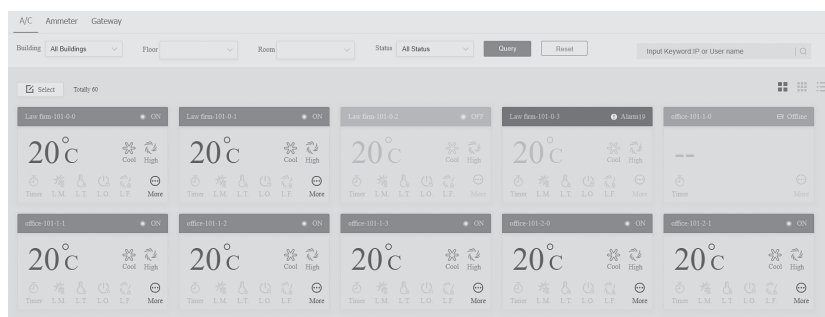 A/C Ammeter Gateway
Building All Buildings Floor Room Status All Status Query Reset Input Keyword:IP or User name
Select Totally 60
Law firm-101-0-0 ON Law firm-101-0-1 ON Law firm-101-0-2 OFF Law firm-101-0-3 Alarm19 office-101-1-0 Offline
20°C Cool High 20°C Cool High 20°C Cool High 20°C Cool High --
Timer L.M. L.T. L.O. L.F. More Timer L.M. L.T. L.O. L.F. More Timer L.M. L.T. L.O. L.F. More Timer L.M. L.T. L.O. L.F. More Timer More
office-101-1-1 ON office-101-1-2 ON office-101-1-3 ON office-101-2-0 ON office-101-2-1 ON
20°C Cool High 20°C Cool High 20°C Cool High 20°C Cool High 20°C Cool High
Timer L.M. L.T. L.O. L.F. More Timer L.M. L.T. L.O. L.F. More Timer L.M. L.T. L.O. L.F. More Timer L.M. L.T. L.O. L.F. More Timer L.M. L.T. L.O. L.F. More